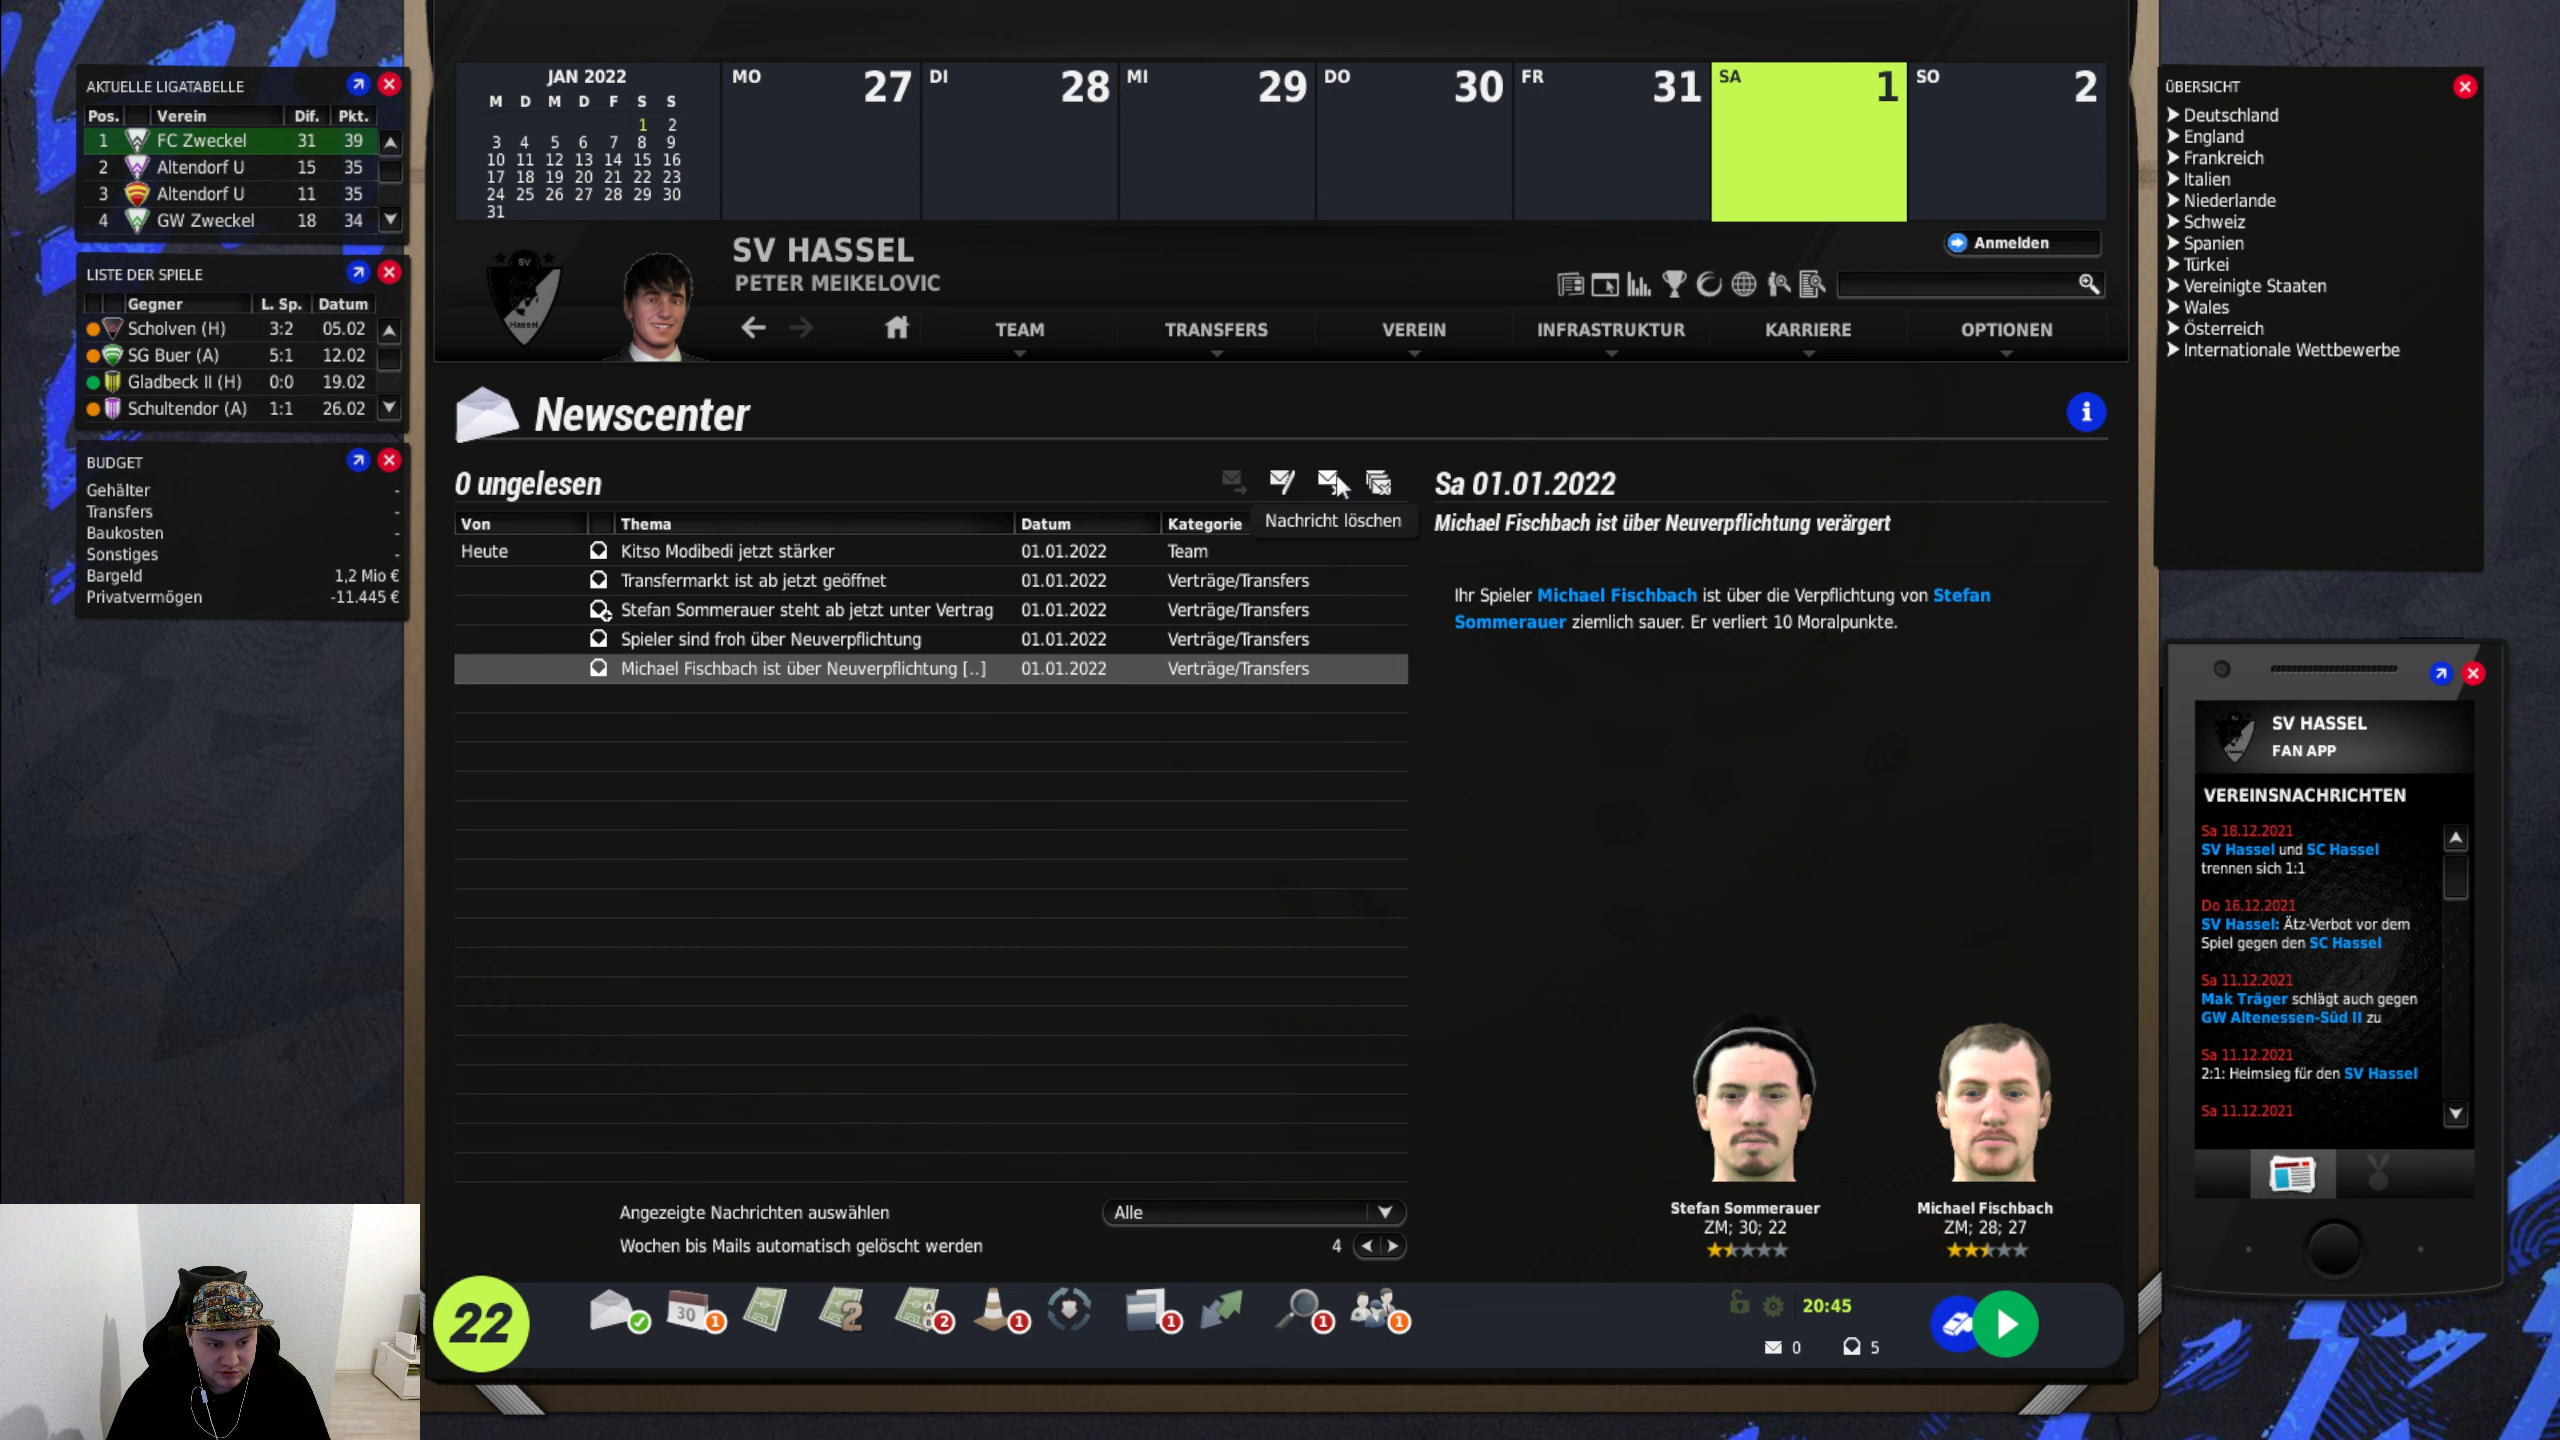 AKTUELLE LIGATABELLE
Pos. Verein Dif. Pkt.
1 FC Zweckel 31 39
2 Altendorf U 15 35
3 Altendorf U 11 35
4 GW Zweckel 18 34
LISTE DER SPIELE
Gegner L. Sp. Datum
Scholven (H) 3:2 05.02
SG Buer (A) 5:1 12.02
Gladbeck II (H) 0:0 19.02
Schultendor (A) 1:1 26.02
BUDGET
Gehälter -
Transfers -
Baukosten -
Sonstiges -
Bargeld 1,2 Mio €
Privatvermögen -11.445 €
JAN 2022
M D M D F S S
1 2
3 4 5 6 7 8 9
10 11 12 13 14 15 16
17 18 19 20 21 22 23
24 25 26 27 28 29 30
31
MO 27 DI 28 MI 29 DO 30 FR 31 SA 1 SO 2
SV HASSEL
PETER MEIKELOVIC
SV
Hassel
Anmelden
TEAM TRANSFERS VEREIN INFRASTRUKTUR KARRIERE OPTIONEN
Newscenter
i
0 ungelesen
Nachricht löschen
Von Thema Datum Kategorie
Heute Kitso Modibedi jetzt stärker 01.01.2022 Team
Transfermarkt ist ab jetzt geöffnet 01.01.2022 Verträge/Transfers
Stefan Sommerauer steht ab jetzt unter Vertrag 01.01.2022 Verträge/Transfers
Spieler sind froh über Neuverpflichtung 01.01.2022 Verträge/Transfers
Michael Fischbach ist über Neuverpflichtung [..] 01.01.2022 Verträge/Transfers
Sa 01.01.2022
Michael Fischbach ist über Neuverpflichtung verärgert
Ihr Spieler Michael Fischbach ist über die Verpflichtung von Stefan
Sommerauer ziemlich sauer. Er verliert 10 Moralpunkte.
Stefan Sommerauer
ZM; 30; 22
Michael Fischbach
ZM; 28; 27
Angezeigte Nachrichten auswählen Alle
Wochen bis Mails automatisch gelöscht werden 4
22
30 1 2 2 1 1 1 1
20:45
0 5
ÜBERSICHT
Deutschland
England
Frankreich
Italien
Niederlande
Schweiz
Spanien
Türkei
Vereinigte Staaten
Wales
Österreich
Internationale Wettbewerbe
SV HASSEL
FAN APP
VEREINSNACHRICHTEN
Sa 18.12.2021
SV Hassel und SC Hassel
trennen sich 1:1
Do 16.12.2021
SV Hassel: Ätz-Verbot vor dem
Spiel gegen den SC Hassel
Sa 11.12.2021
Mak Träger schlägt auch gegen
GW Altenessen-Süd II zu
Sa 11.12.2021
2:1: Heimsieg für den SV Hassel
Sa 11.12.2021